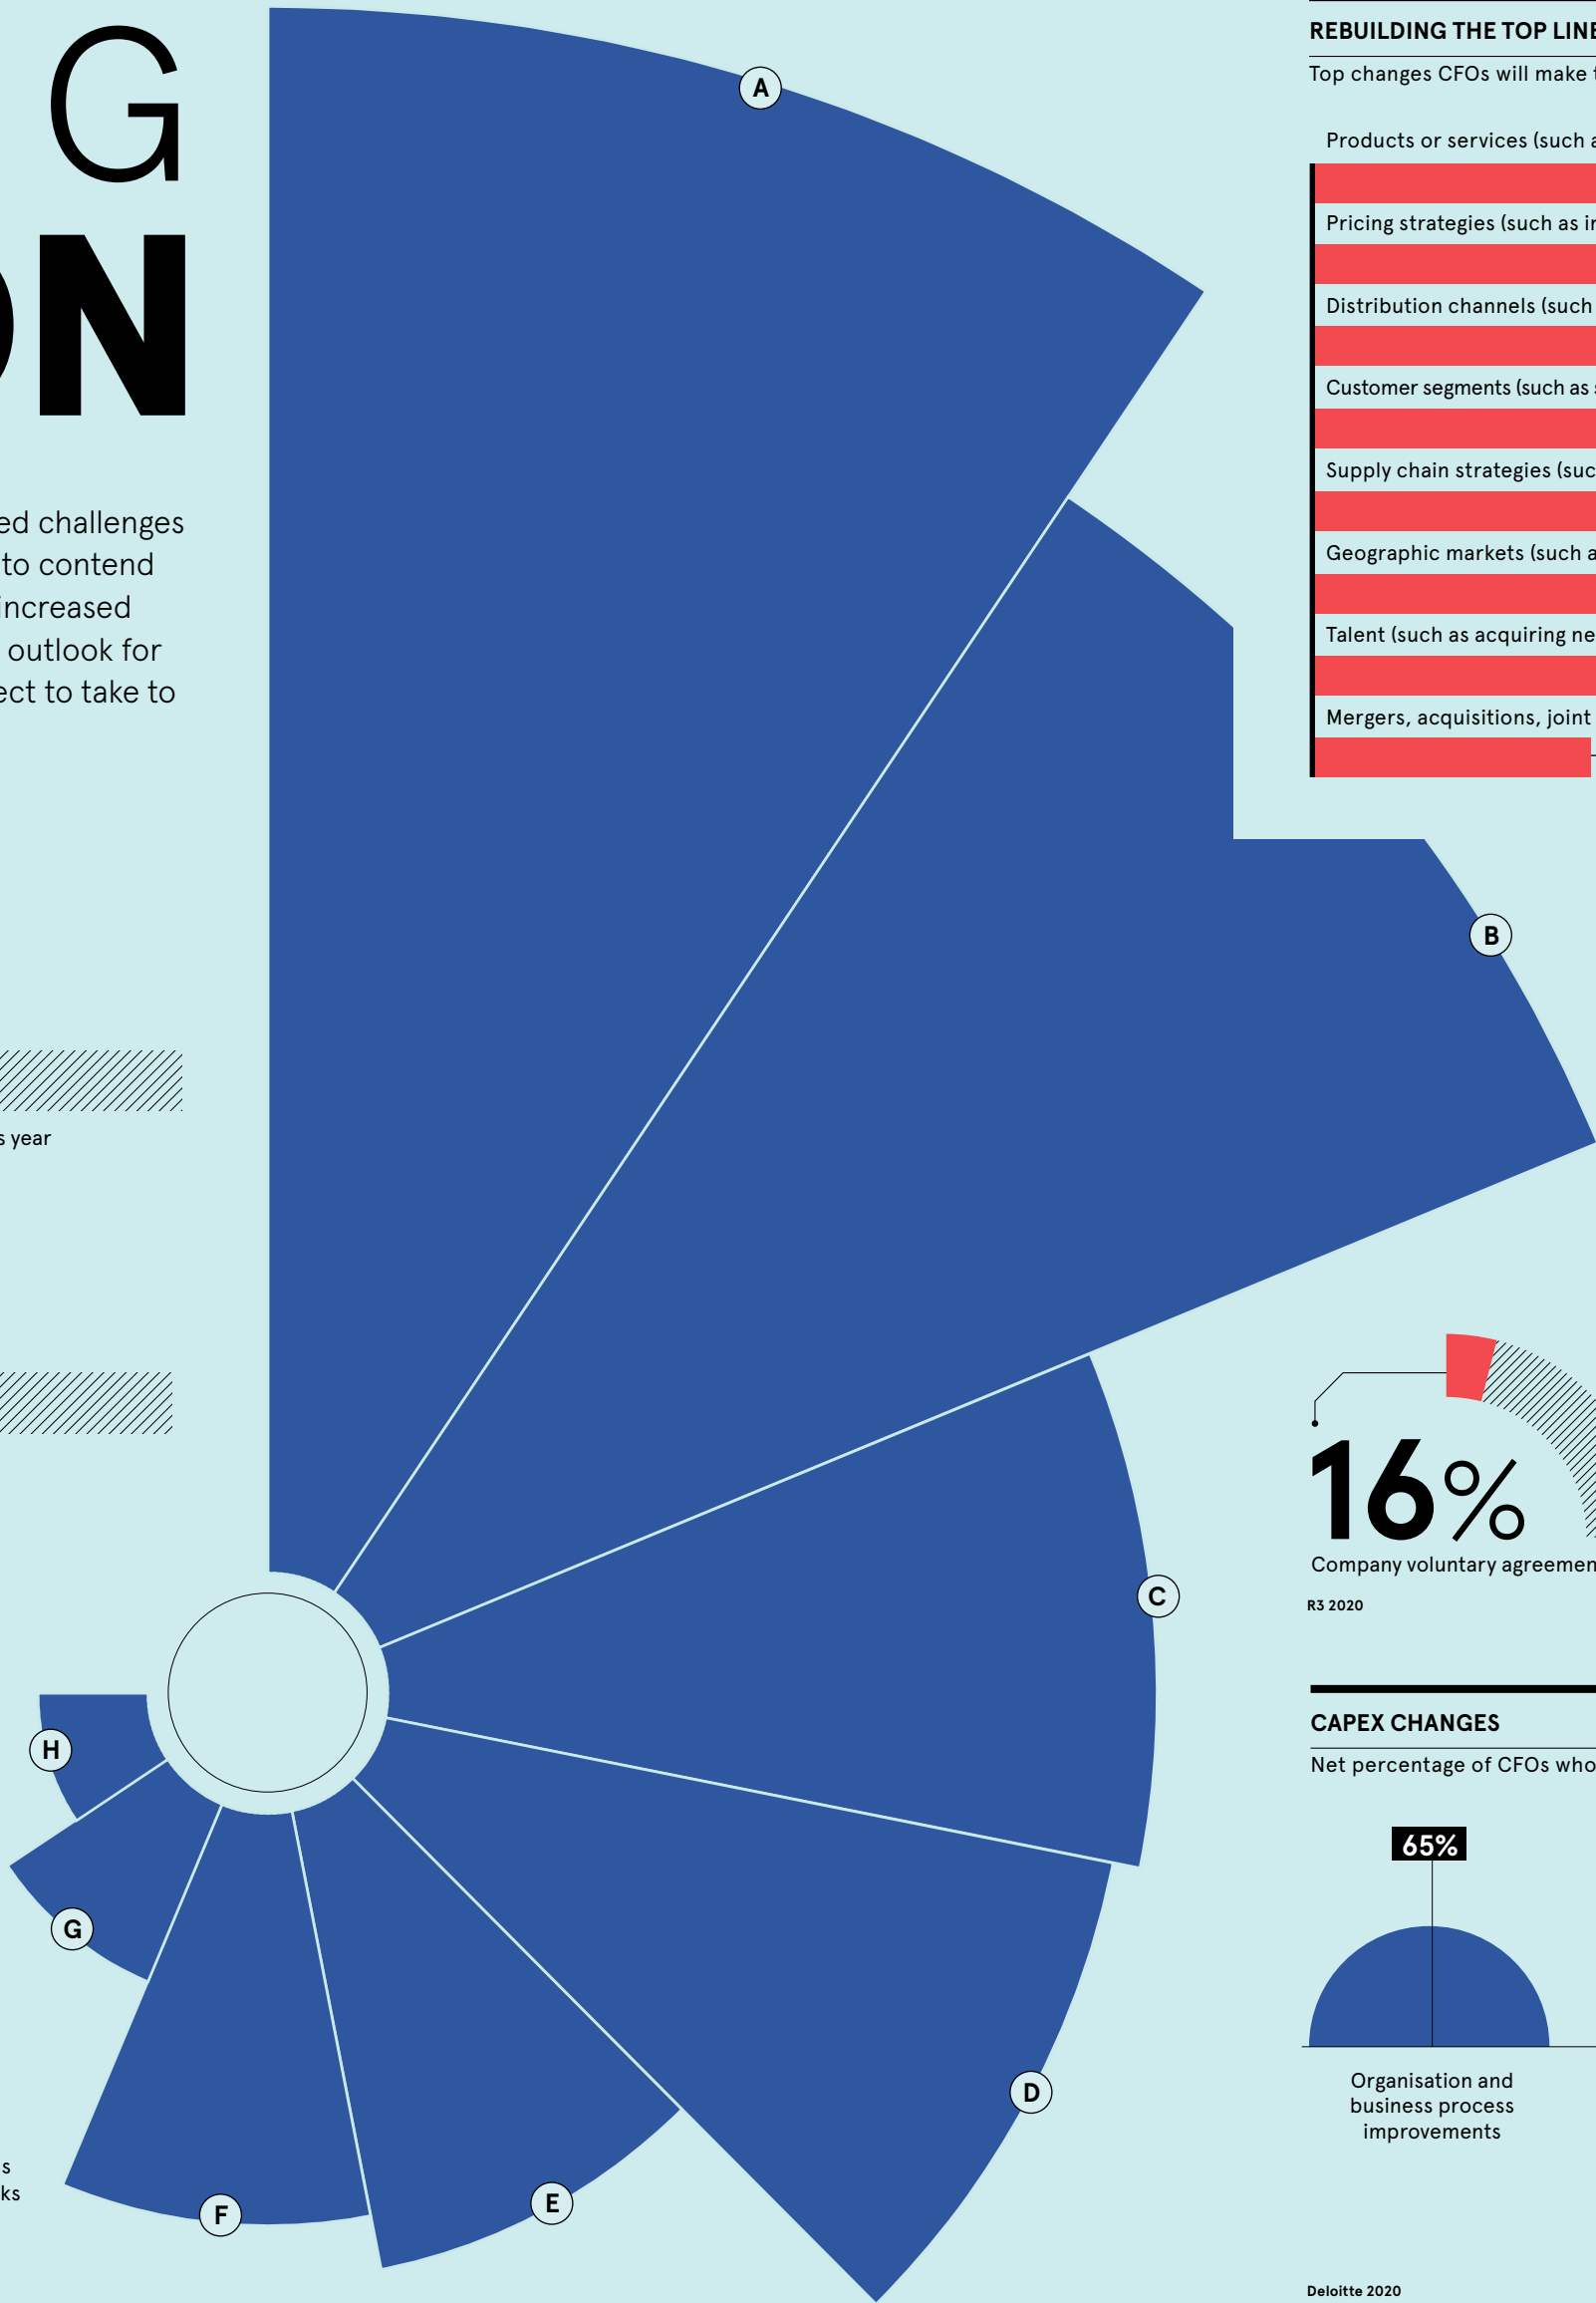 G
ON
ed challenges
to contend
increased
outlook for
ect to take to
s year
s
ks
A
B
C
D
E
F
G
H
REBUILDING THE TOP LINE
Top changes CFOs will make
Products or services (such
Pricing strategies (such as
Distribution channels (such
Customer segments (such as
Supply chain strategies (suc
Geographic markets (such a
Talent (such as acquiring ne
Mergers, acquisitions, joint
16%
Company voluntary agreemen
R3 2020
CAPEX CHANGES
Net percentage of CFOs who
65%
Organisation and
business process
improvements
Deloitte 2020